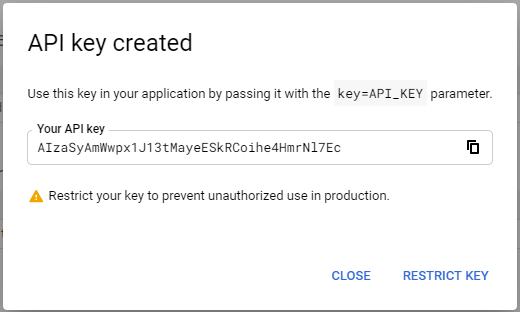 API key created
Use this key in your application by passing it with the key=API_KEY parameter.
Your API key
AIzaSyAmWwpx1J13tMayeESkRCoihe4HmrNl7Ec
Restrict your key to prevent unauthorized use in production.
CLOSE RESTRICT KEY